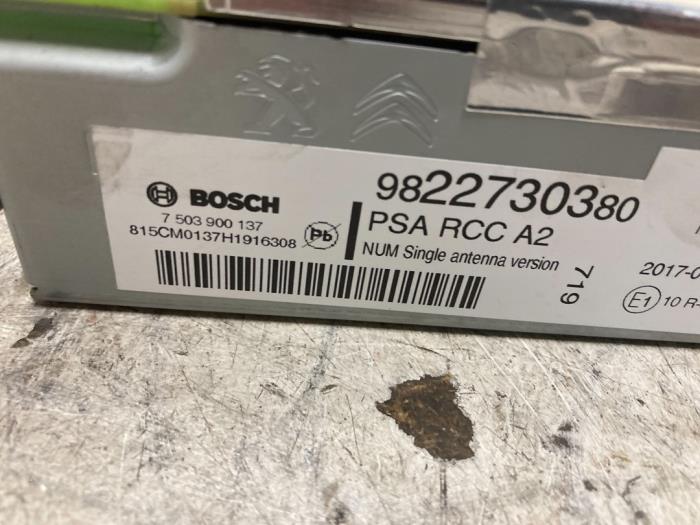 BOSCH
7 503 900 137
815CM0137H1916308
Pb
9822730380
PSA RCC A2
NUM Single antenna version
719
2017-0
E1 10 R-